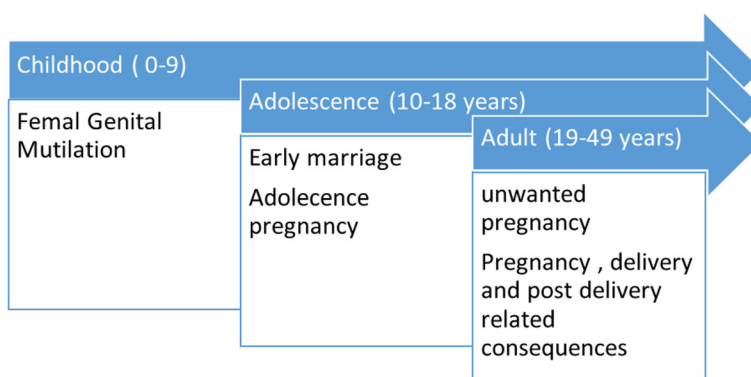 Childhood ( 0-9)
Femal Genital
Mutilation
Adolescence (10-18 years)
Early marriage
Adolecence
pregnancy
Adult (19-49 years)
unwanted
pregnancy
Pregnancy , delivery
and post delivery
related
consequences